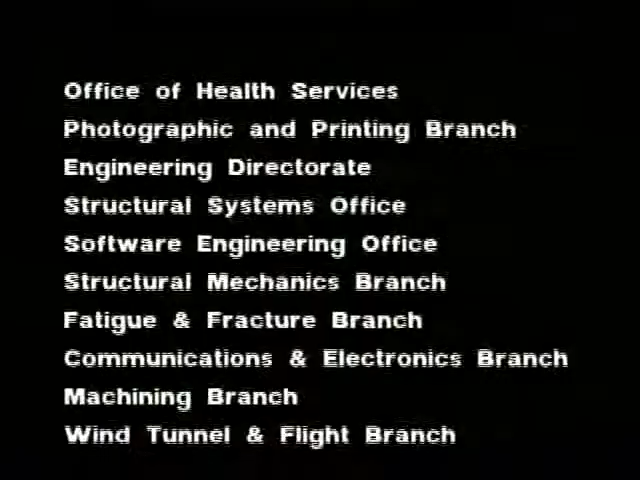 Office of Health Services
Photographic and Printing Branch
Engineering Directorate
Structural Systems Office
Software Engineering Office
Structural Mechanics Branch
Fatigue & Fracture Branch
Communications & Electronics Branch
Machining Branch
Wind Tunnel & Flight Branch